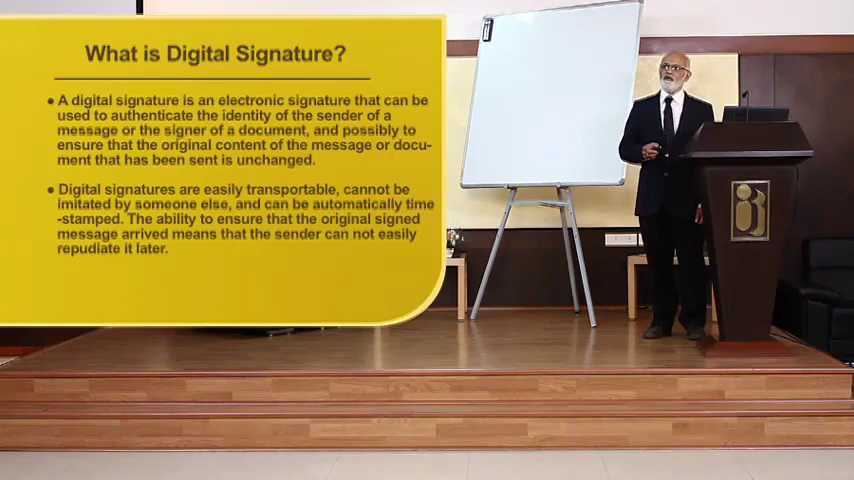 What is Digital Signature?
• A digital signature is an electronic signature that can be
used to authenticate the identity of the sender of a
message or the signer of a document, and possibly to
ensure that the original content of the message or docu-
ment that has been sent is unchanged.
• Digital signatures are easily transportable, cannot be
imitated by someone else, and can be automatically time
-stamped. The ability to ensure that the original signed
message arrived means that the sender can not easily
repudiate it later.